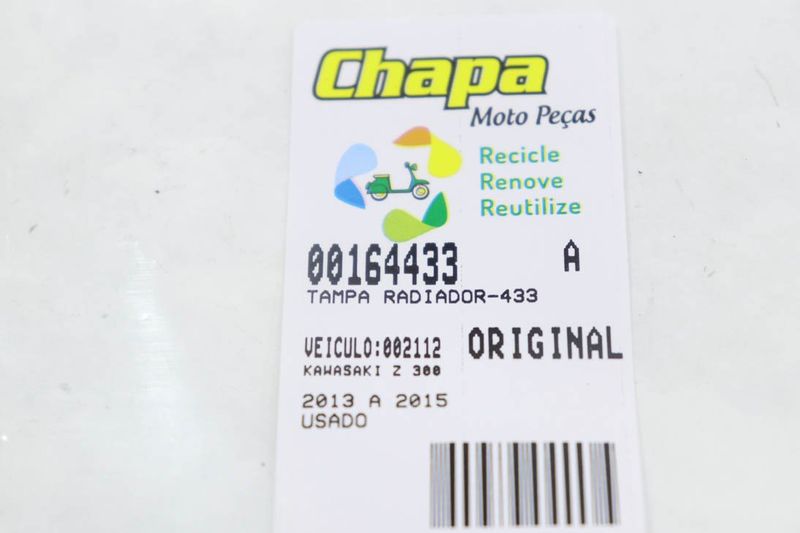 Chapa
Moto Peças
Recicle
Renove
Reutilize
00164433 A
TAMPA RADIADOR-433
VEICULO:002112 ORIGINAL
KAWASAKI Z 300
2013 A 2015
USADO